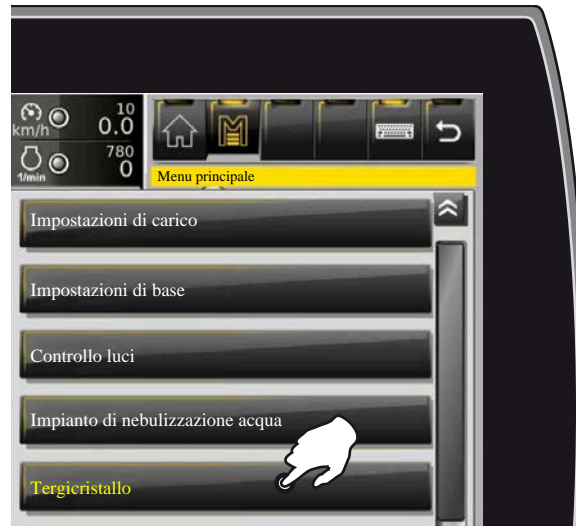 km/h
10
0.0
1/min
780
0
Menu principale
Impostazioni di carico
Impostazioni di base
Controllo luci
Impianto di nebulizzazione acqua
Tergicristallo